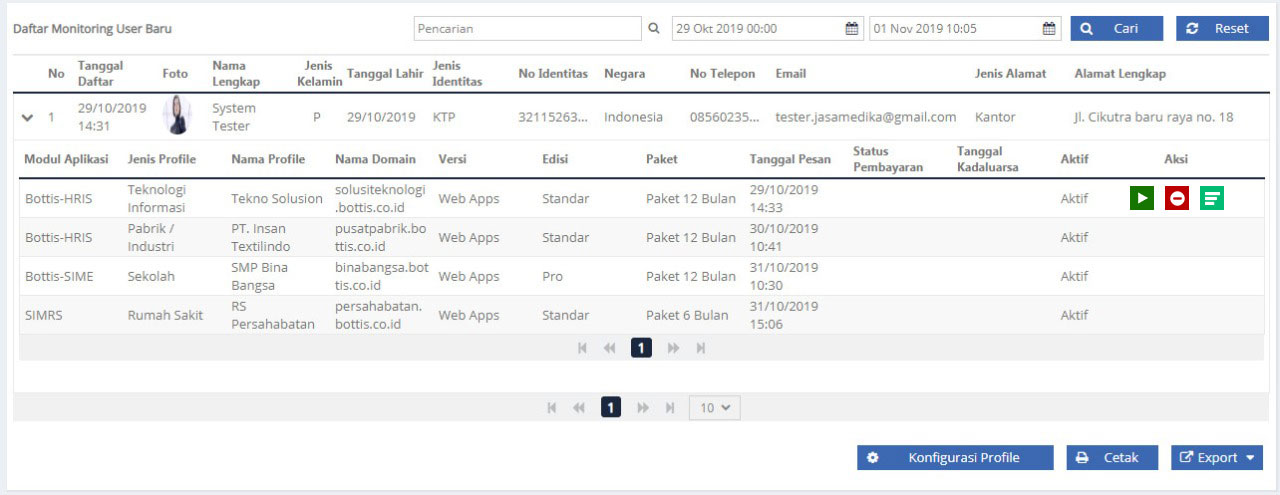 Daftar Monitoring User Baru Pencarian 29 Okt 2019 00:00 01 Nov 2019 10:05 Cari Reset
No Tanggal Daftar Foto Nama Lengkap Jenis Kelamin Tanggal Lahir Jenis Identitas No Identitas Negara No Telepon Email Jenis Alamat Alamat Lengkap
1 29/10/2019 14:31 System Tester P 29/10/2019 KTP 32115263... Indonesia 08560235... tester.jasamedika@gmail.com Kantor Jl. Cikutra baru raya no. 18
Modul Aplikasi Jenis Profile Nama Profile Nama Domain Versi Edisi Paket Tanggal Pesan Status Pembayaran Tanggal Kadaluarsa Aktif Aksi
Bottis-HRIS Teknologi Informasi Tekno Solusion solusiteknologi.bottis.co.id Web Apps Standar Paket 12 Bulan 29/10/2019 14:33 Aktif
Bottis-HRIS Pabrik / Industri PT. Insan Textilindo pusatpabrik.bottis.co.id Web Apps Standar Paket 12 Bulan 30/10/2019 10:41 Aktif
Bottis-SIME Sekolah SMP Bina Bangsa binabangsa.bottis.co.id Web Apps Pro Paket 12 Bulan 31/10/2019 10:30 Aktif
SIMRS Rumah Sakit RS Persahabatan persahabatan.bottis.co.id Web Apps Standar Paket 6 Bulan 31/10/2019 15:06 Aktif
1
1 10
Konfigurasi Profile Cetak Export